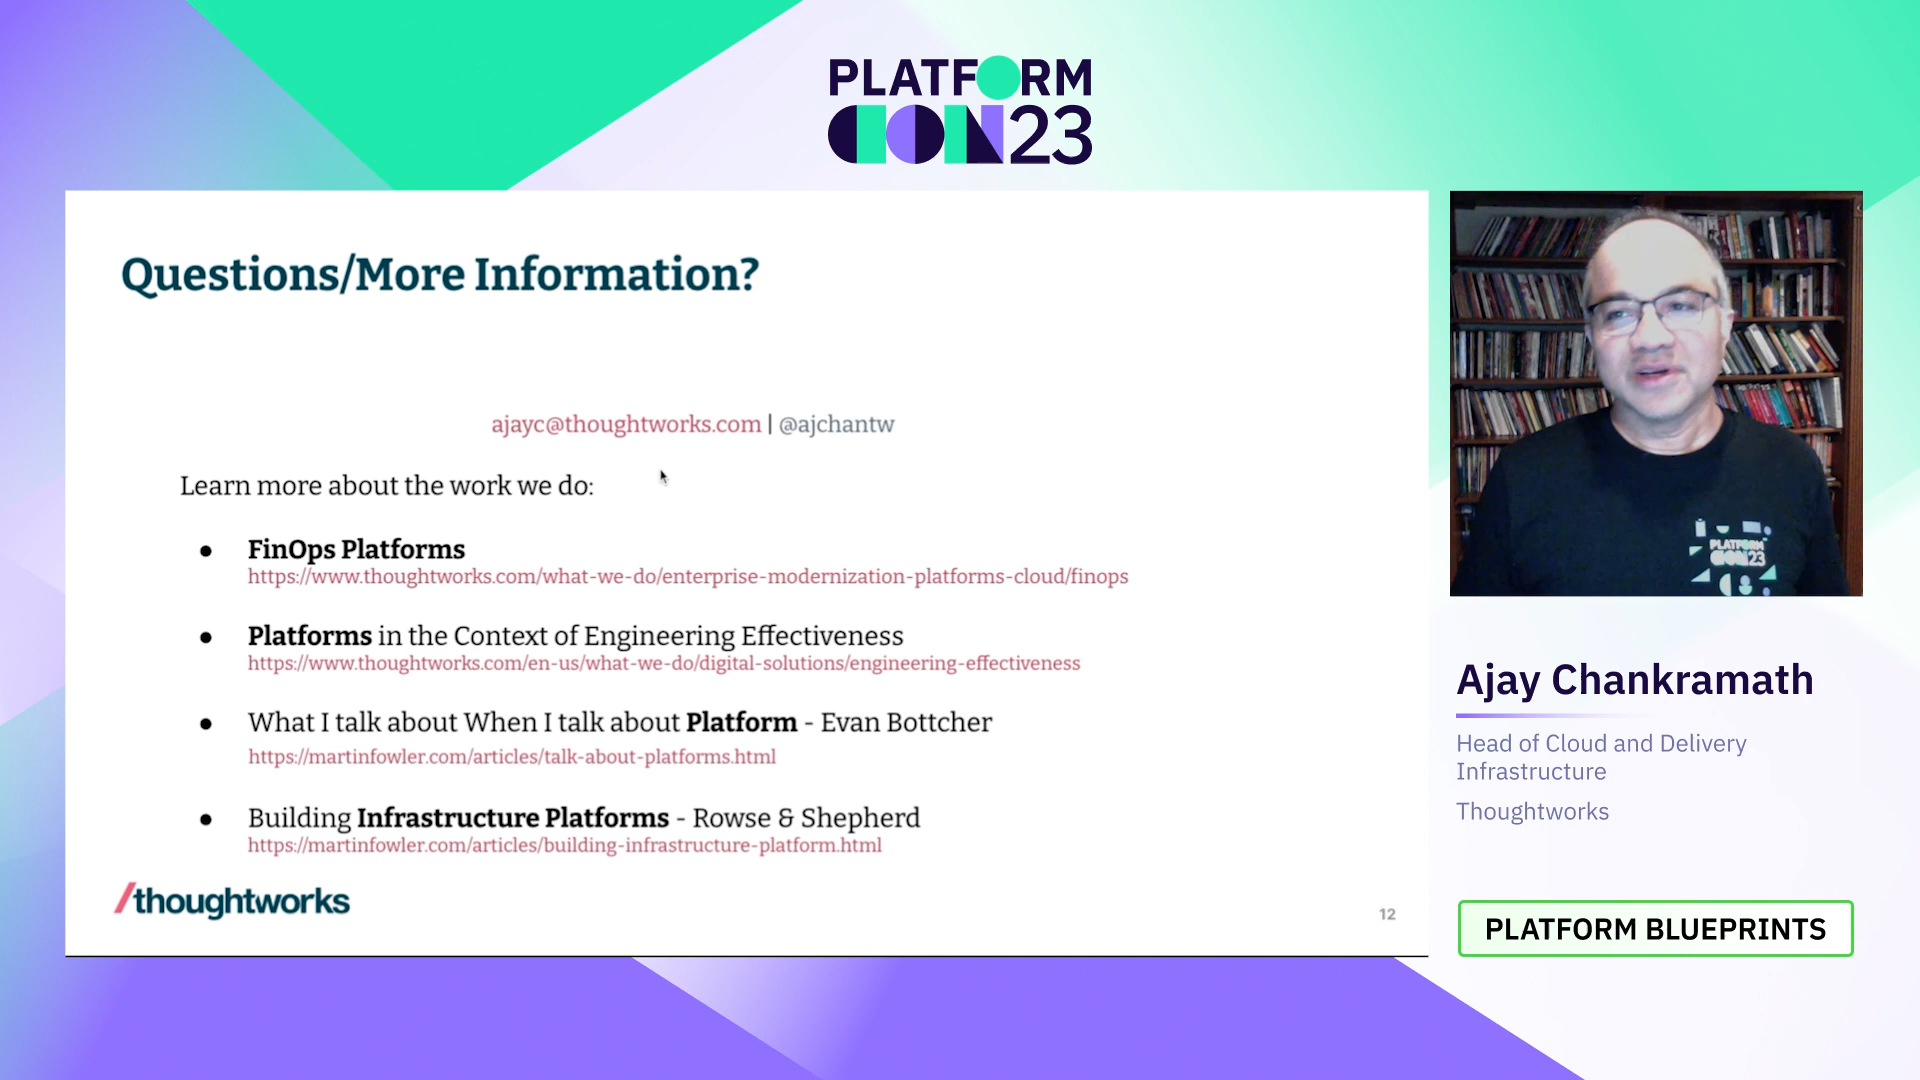 PLATFORM
CON23
Questions/More Information?
ajayc@thoughtworks.com | @ajchantw
Learn more about the work we do:
● FinOps Platforms
https://www.thoughtworks.com/what-we-do/enterprise-modernization-platforms-cloud/finops
● Platforms in the Context of Engineering Effectiveness
https://www.thoughtworks.com/en-us/what-we-do/digital-solutions/engineering-effectiveness
● What I talk about When I talk about Platform - Evan Bottcher
https://martinfowler.com/articles/talk-about-platforms.html
● Building Infrastructure Platforms - Rowse & Shepherd
https://martinfowler.com/articles/building-infrastructure-platform.html
/thoughtworks
12
PLATFORM
CON23
Ajay Chankramath
Head of Cloud and Delivery
Infrastructure
Thoughtworks
PLATFORM BLUEPRINTS